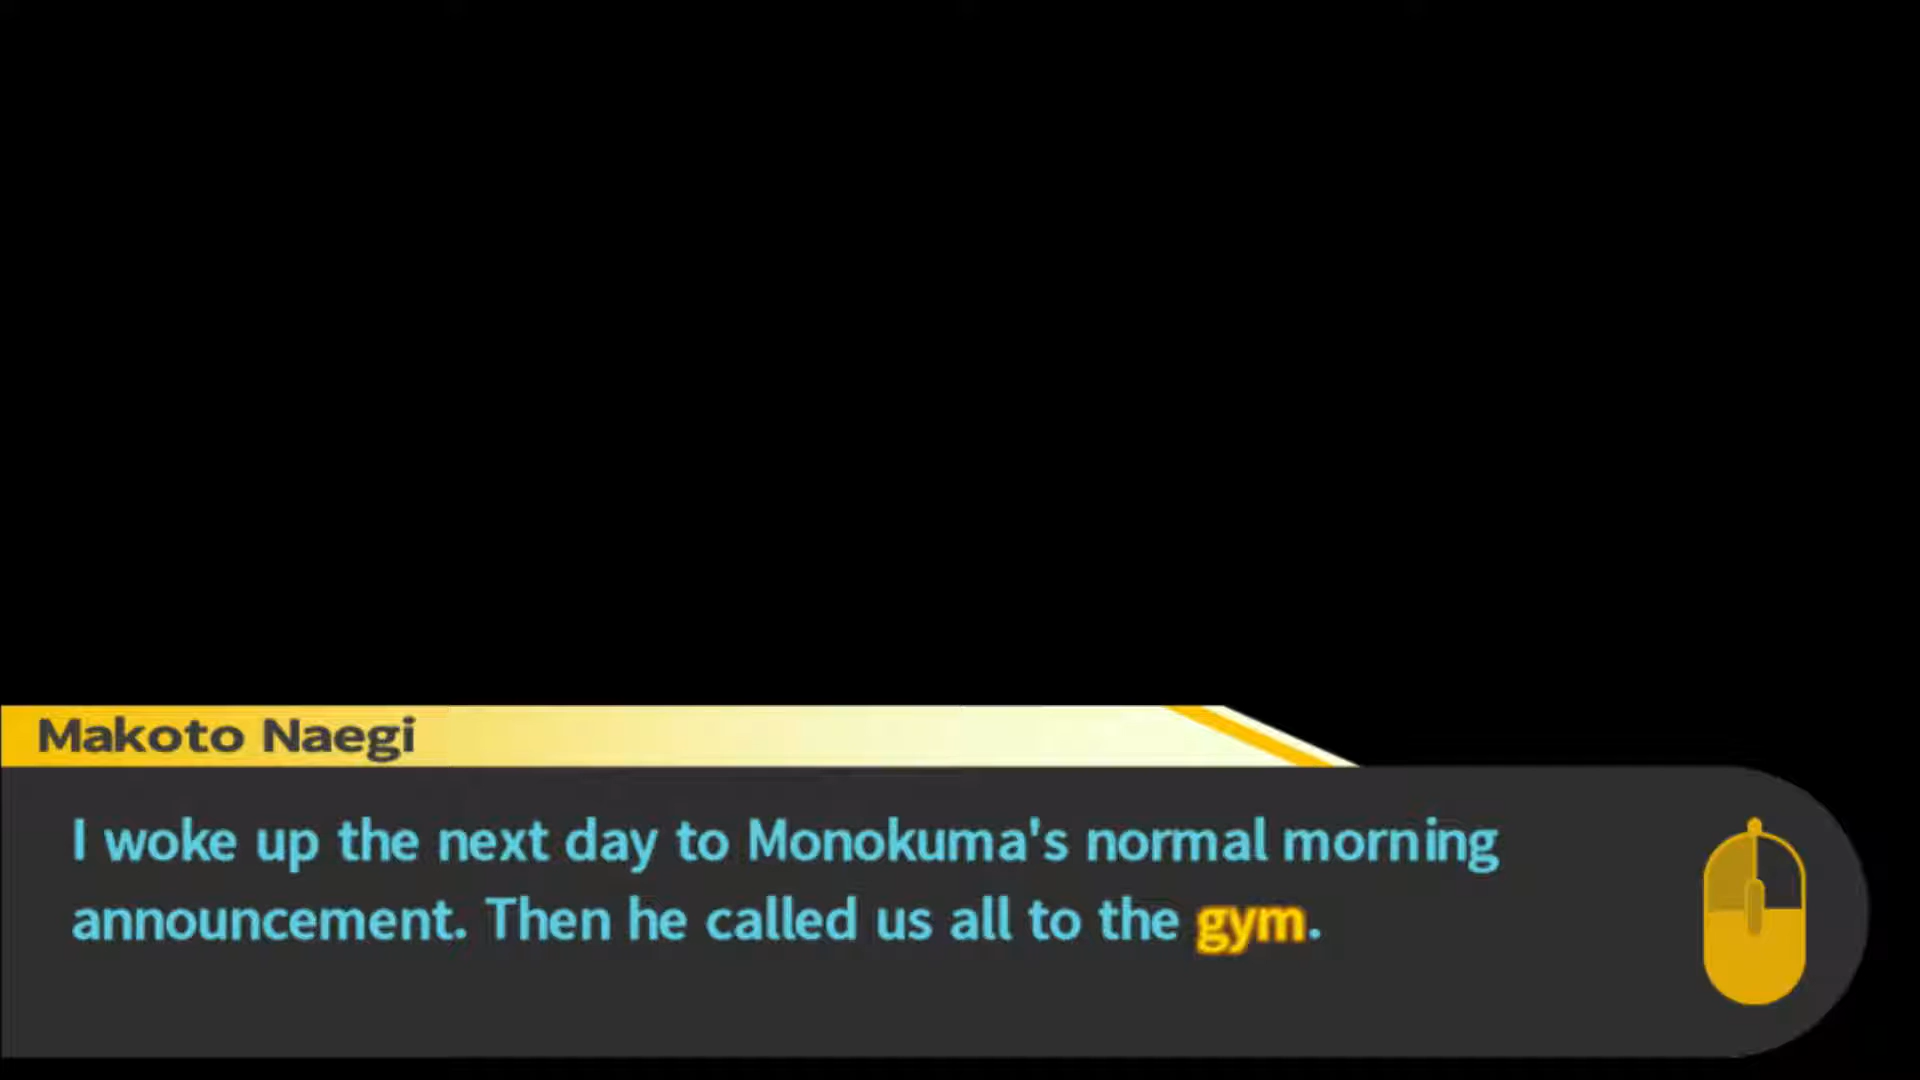 Makoto Naegi
I woke up the next day to Monokuma's normal morning
announcement. Then he called us all to the gym.